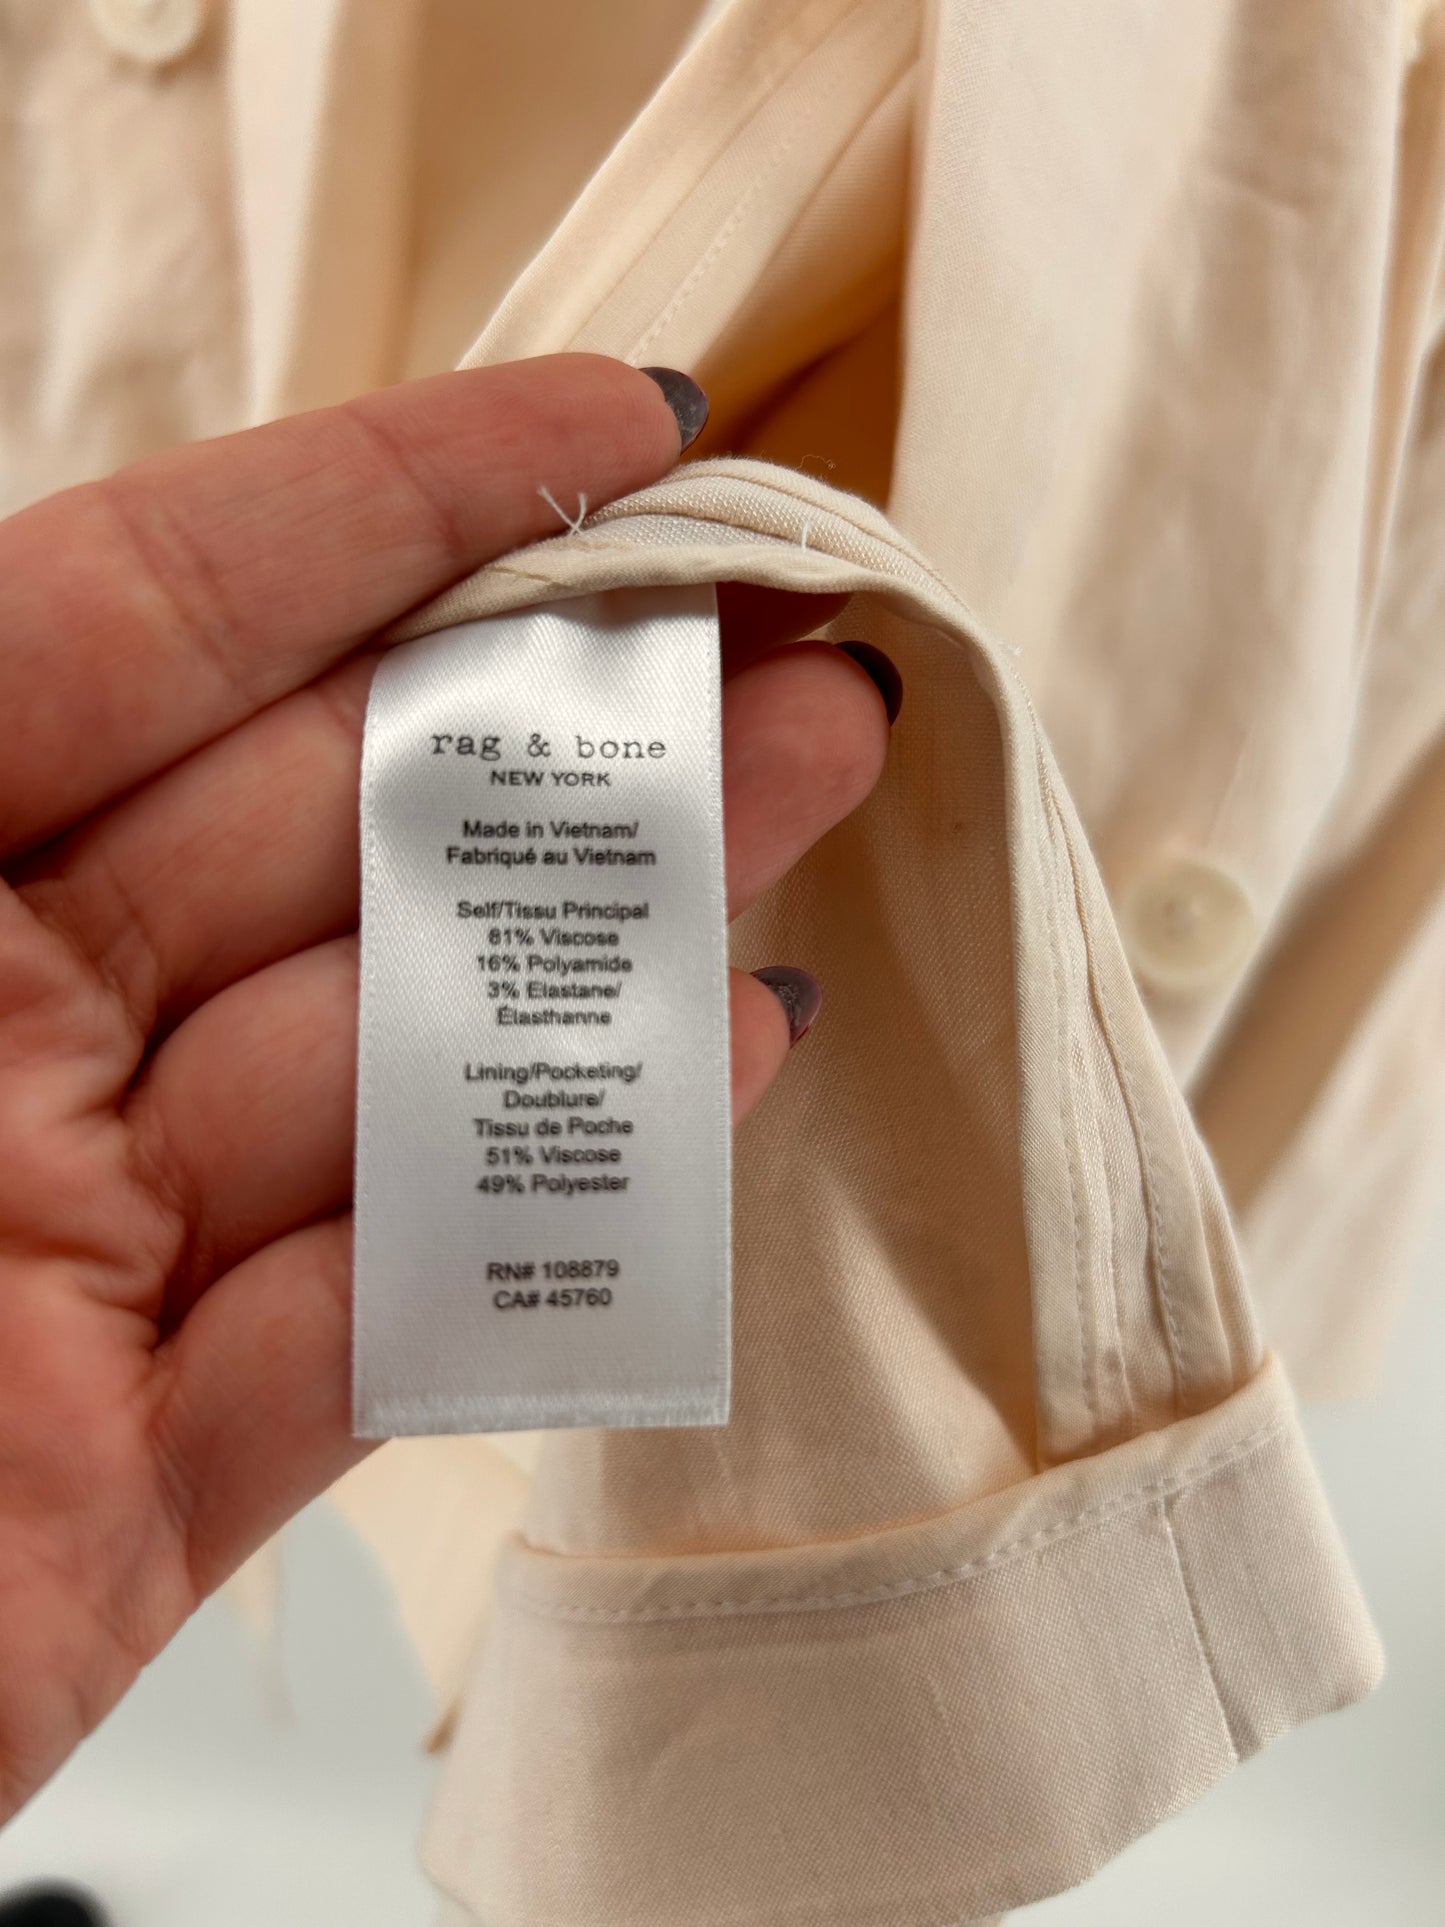 rag & bone
NEW YORK
Made in Vietnam/
Fabriqué au Vietnam
Self/Tissu Principal
81% Viscose
16% Polyamide
3% Elastane/
Élasthanne
Lining/Pocketing/
Doublure/
Tissu de Poche
51% Viscose
49% Polyester
RN# 108879
CA# 45760